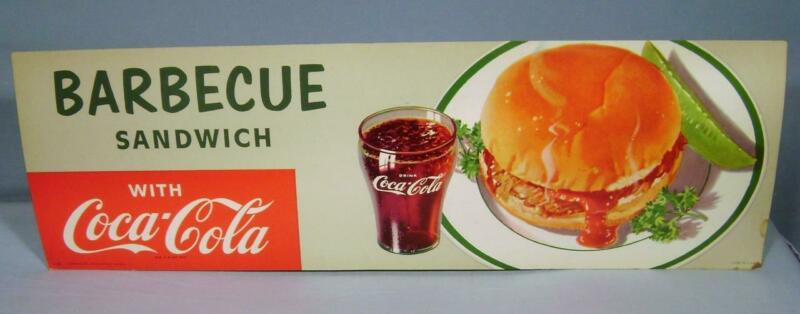 BARBECUE
SANDWICH
WITH
Coca-Cola
DRINK
Coca-Cola